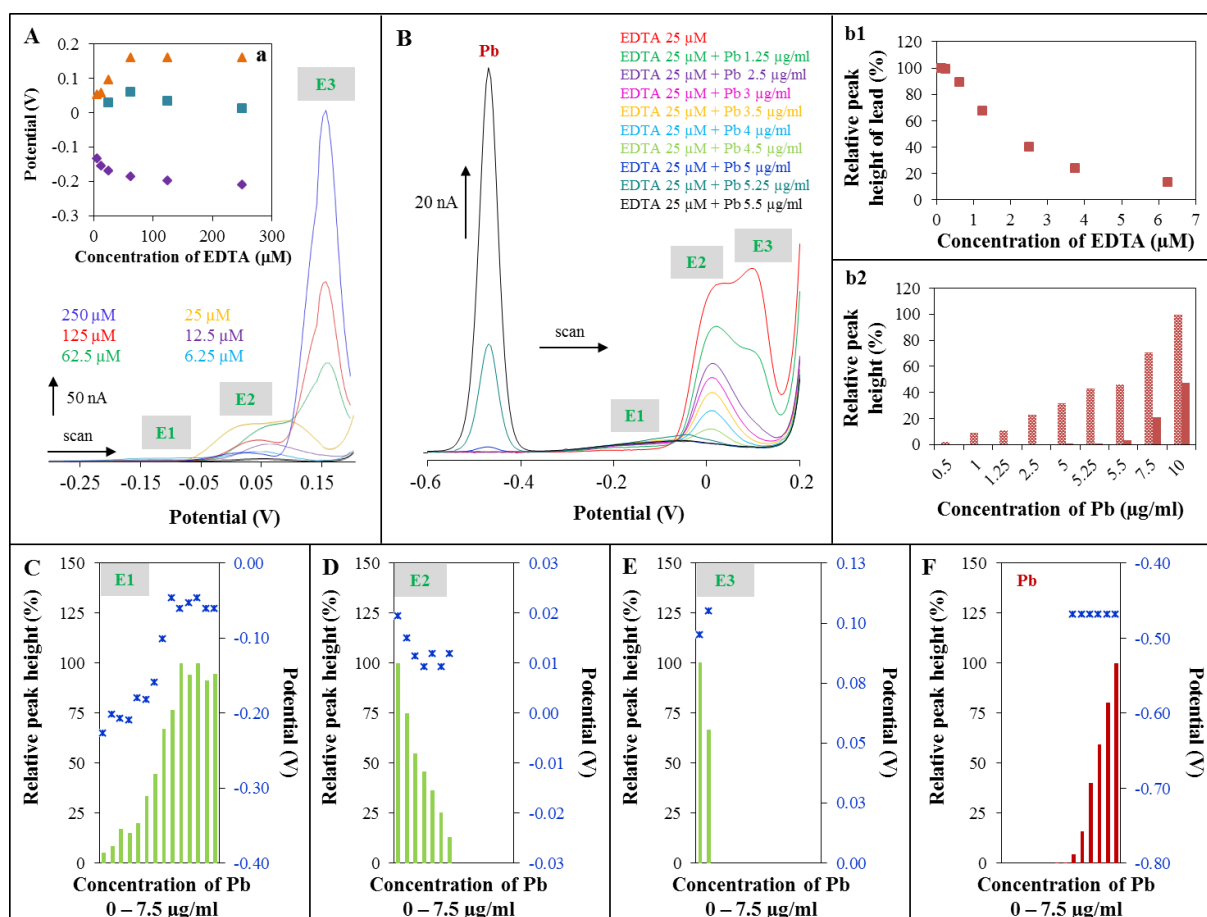 A
a
0.2
0.1
0
-0.1
-0.2
-0.3
Potential (V)
0
100
200
300
Concentration of EDTA (µM)
E3
250 µM
125 µM
62.5 µM
25 µM
12.5 µM
6.25 µM
50 nA
scan
E1
E2
-0.25
-0.15
-0.05
0.05
0.15
Potential (V)
B
Pb
EDTA 25 µM
EDTA 25 µM + Pb 1.25 µg/ml
EDTA 25 µM + Pb 2.5 µg/ml
EDTA 25 µM + Pb 3 µg/ml
EDTA 25 µM + Pb 3.5 µg/ml
EDTA 25 µM + Pb 4 µg/ml
EDTA 25 µM + Pb 4.5 µg/ml
EDTA 25 µM + Pb 5 µg/ml
EDTA 25 µM + Pb 5.25 µg/ml
EDTA 25 µM + Pb 5.5 µg/ml
20 nA
E2
E3
scan
E1
-0.6
-0.4
-0.2
0
0.2
Potential (V)
b1
120
100
80
60
40
20
0
Relative peak
height of lead (%)
0
1
2
3
4
5
6
7
Concentration of EDTA (µM)
b2
120
100
80
60
40
20
0
Relative peak
height (%)
0.5
1
1.25
2.5
5
5.25
5.5
7.5
10
Concentration of Pb (µg/ml)
C
E1
150
125
100
75
50
25
0
Relative peak height (%)
0.00
-0.10
-0.20
-0.30
-0.40
Potential (V)
Concentration of Pb
0 – 7.5 µg/ml
D
E2
150
125
100
75
50
25
0
Relative peak height (%)
0.03
0.02
0.01
0.00
-0.01
-0.02
-0.03
Potential (V)
Concentration of Pb
0 – 7.5 µg/ml
E
E3
150
125
100
75
50
25
0
Relative peak height (%)
0.13
0.10
0.08
0.05
0.03
0.00
Potential (V)
Concentration of Pb
0 – 7.5 µg/ml
F
Pb
150
125
100
75
50
25
0
Relative peak height (%)
-0.40
-0.50
-0.60
-0.70
-0.80
Potential (V)
Concentration of Pb
0 – 7.5 µg/ml